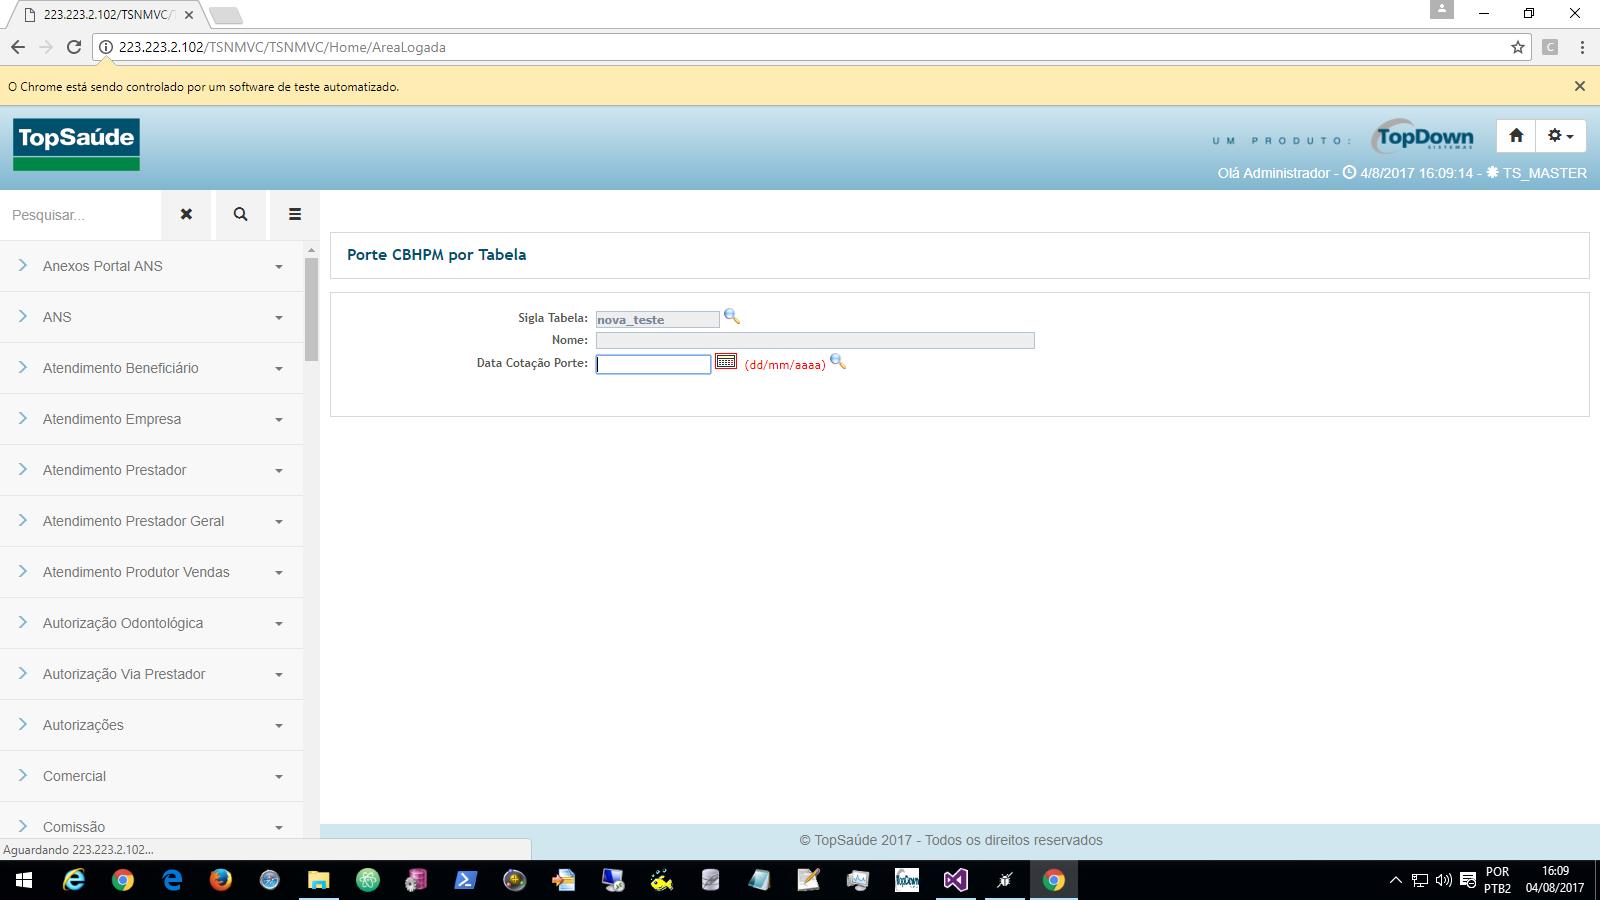 223.223.2.102/TSNMVC/T
223.223.2.102/TSNMVC/TSNMVC/Home/AreaLogada
C
O Chrome está sendo controlado por um software de teste automatizado.
TopSaúde
UM PRODUTO:
TopDown
SISTEMAS
Olá Administrador - 4/8/2017 16:09:14 - TS_MASTER
Pesquisar...
Porte CBHPM por Tabela
Anexos Portal ANS
ANS
Atendimento Beneficiário
Atendimento Empresa
Atendimento Prestador
Atendimento Prestador Geral
Atendimento Produtor Vendas
Autorização Odontológica
Autorização Via Prestador
Autorizações
Comercial
Comissão
Sigla Tabela: nova_teste
Nome:
Data Cotação Porte: (dd/mm/aaaa)
© TopSaúde 2017 - Todos os direitos reservados
Aguardando 223.223.2.102...
TopDown
POR
PTB2
16:09
04/08/2017